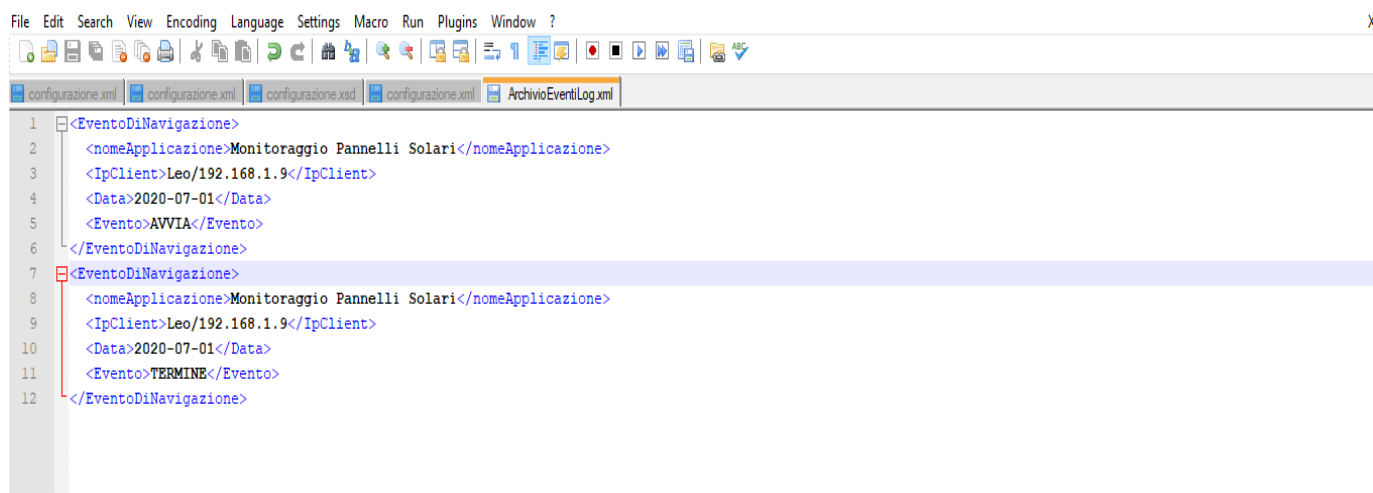 File Edit Search View Encoding Language Settings Macro Run Plugins Window ? X
ABC
configurazione.xml configurazione.xml configurazione.xsd configurazione.xml ArchivioEventiLog.xml
1 <EventoDiNavigazione>
2 <nomeApplicazione>Monitoraggio Pannelli Solari</nomeApplicazione>
3 <IpClient>Leo/192.168.1.9</IpClient>
4 <Data>2020-07-01</Data>
5 <Evento>AVVIA</Evento>
6 </EventoDiNavigazione>
7 <EventoDiNavigazione>
8 <nomeApplicazione>Monitoraggio Pannelli Solari</nomeApplicazione>
9 <IpClient>Leo/192.168.1.9</IpClient>
10 <Data>2020-07-01</Data>
11 <Evento>TERMINE</Evento>
12 </EventoDiNavigazione>